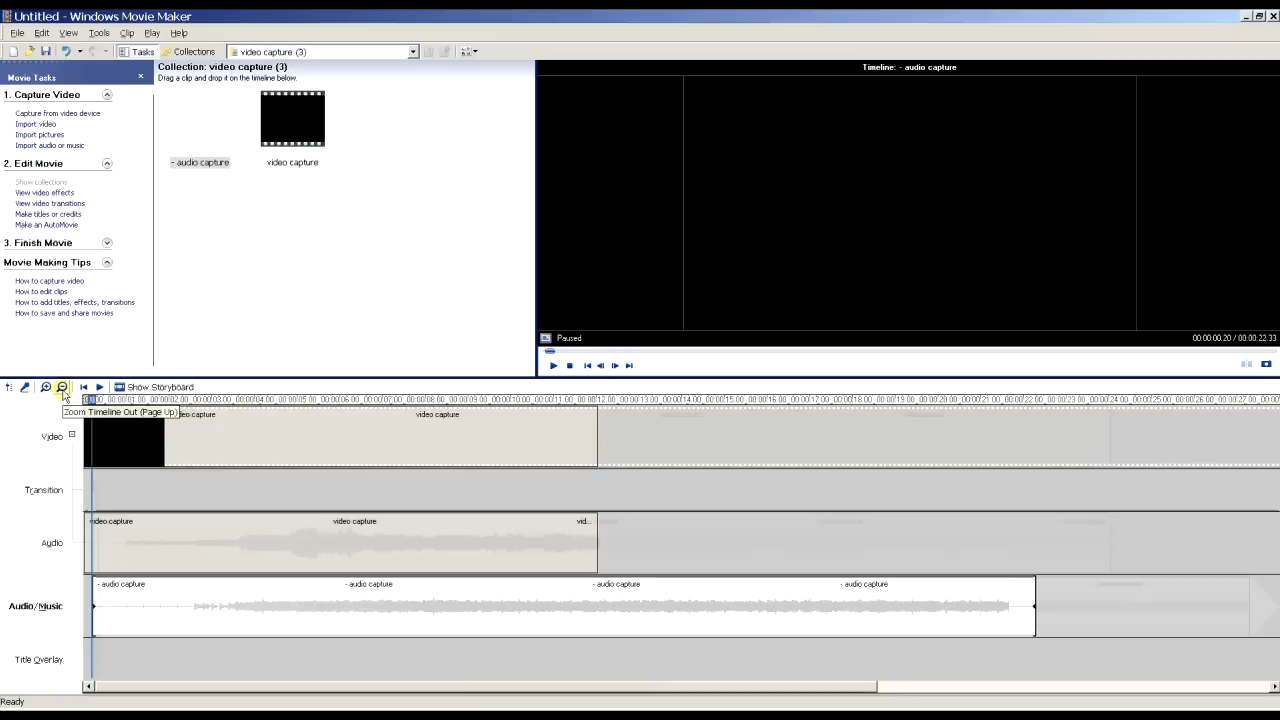 Untitled - Windows Movie Maker
File Edit View Tools Clip Play Help
Tasks Collections video capture (3)
Movie Tasks
1. Capture Video
Capture from video device
Import video
Import pictures
Import audio or music
2. Edit Movie
Show collections
View video effects
View video transitions
Make titles or credits
Make an AutoMovie
3. Finish Movie
Movie Making Tips
How to capture video
How to edit clips
How to add titles, effects, transitions
How to save and share movies
Collection: video capture (3)
Drag a clip and drop it on the timeline below.
- audio capture
video capture
Timeline: - audio capture
Paused
00:00:00.20 / 00:00:22.33
Show Storyboard
Zoom Timeline Out (Page Up)
Video
video capture
Transition
Audio
video capture video capture vid...
Audio/Music
- audio capture - audio capture - audio capture - audio capture
Title Overlay
Ready